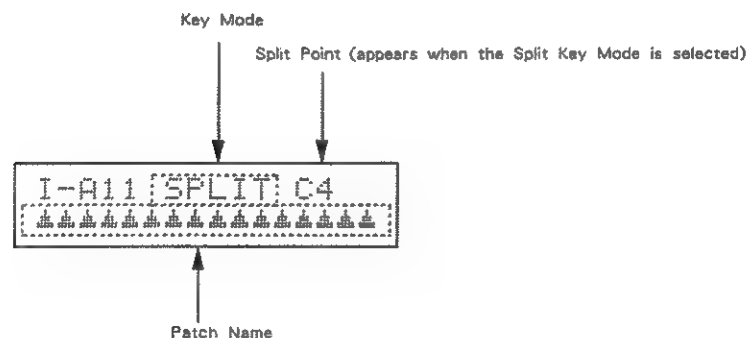 Key Mode
Split Point (appears when the Split Key Mode is selected)
I-A11 SPLIT C4
Patch Name